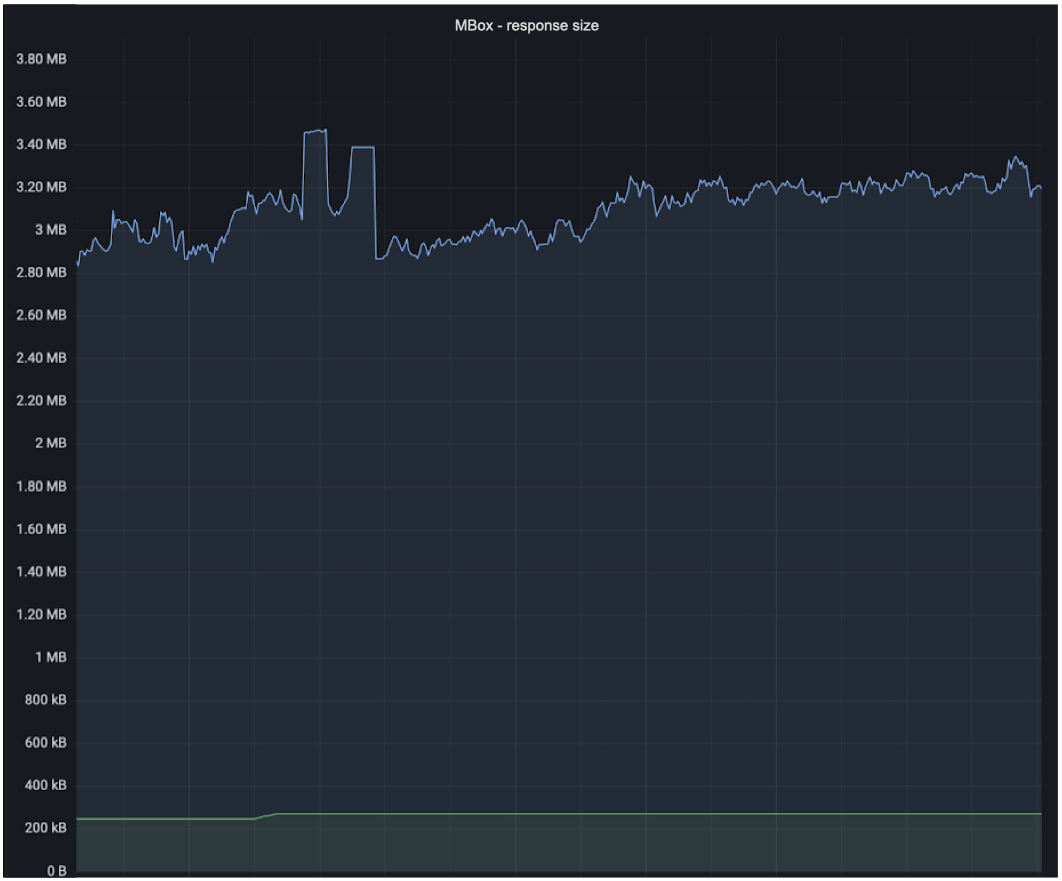 MBox - response size
3.80 MB
3.60 MB
3.40 MB
3.20 MB
3 MB
2.80 MB
2.60 MB
2.40 MB
2.20 MB
2 MB
1.80 MB
1.60 MB
1.40 MB
1.20 MB
1 MB
800 kB
600 kB
400 kB
200 kB
0 B